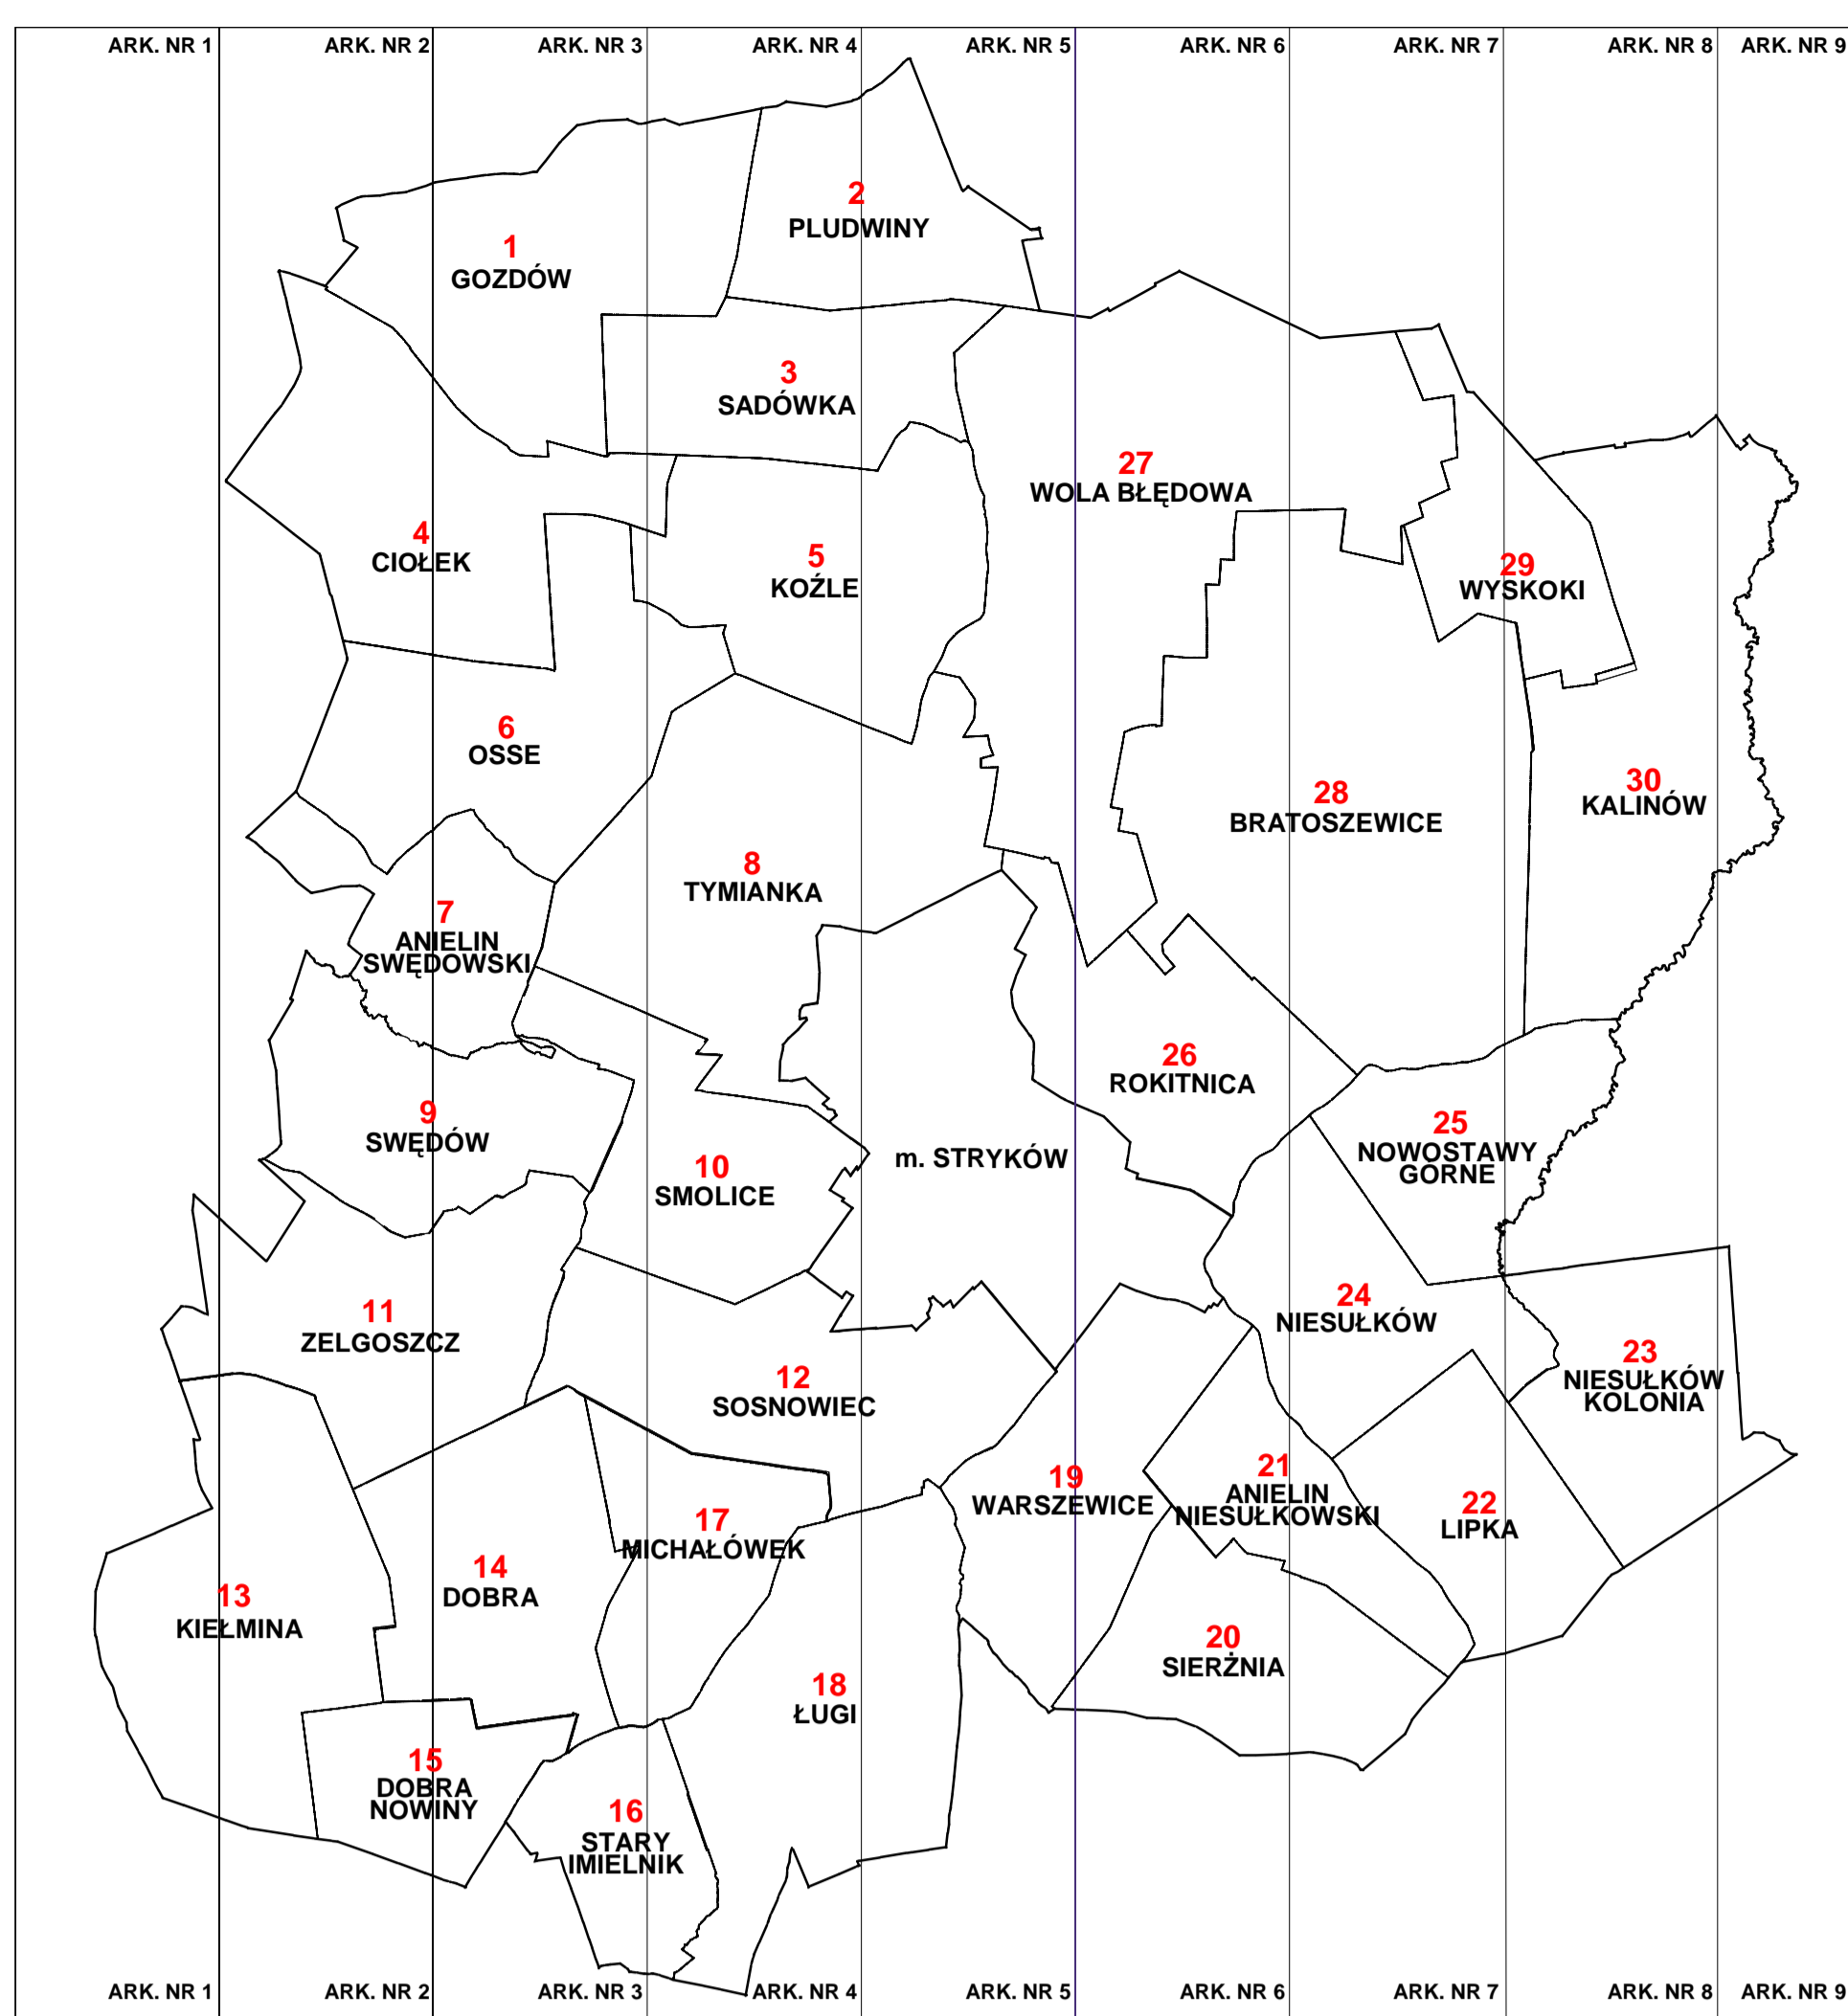 ARK. NR 1 ARK. NR 2 ARK. NR 3 ARK. NR 4 ARK. NR 5 ARK. NR 6 ARK. NR 7 ARK. NR 8 ARK. NR 9
1
GOZDÓW
2
PLUDWINY
3
SADÓWKA
4
CIOŁEK
5
KOŹLE
6
OSSE
7
ANIELIN
SWĘDOWSKI
8
TYMIANKA
9
SWĘDÓW
10
SMOLICE
m. STRYKÓW
11
ZELGOSZCZ
12
SOSNOWIEC
13
KIEŁMINA
14
DOBRA
15
DOBRA
NOWINY
16
STARY
IMIELNIK
17
MICHAŁÓWEK
18
ŁUGI
19
WARSZEWICE
20
SIERŻNIA
21
ANIELIN
NIESUŁKOWSKI
22
LIPKA
23
NIESUŁKÓW
KOLONIA
24
NIESUŁKÓW
25
NOWOSTAWY
GÓRNE
26
ROKITNICA
27
WOLA BŁĘDOWA
28
BRATOSZEWICE
29
WYSKOKI
30
KALINÓW
ARK. NR 1 ARK. NR 2 ARK. NR 3 ARK. NR 4 ARK. NR 5 ARK. NR 6 ARK. NR 7 ARK. NR 8 ARK. NR 9